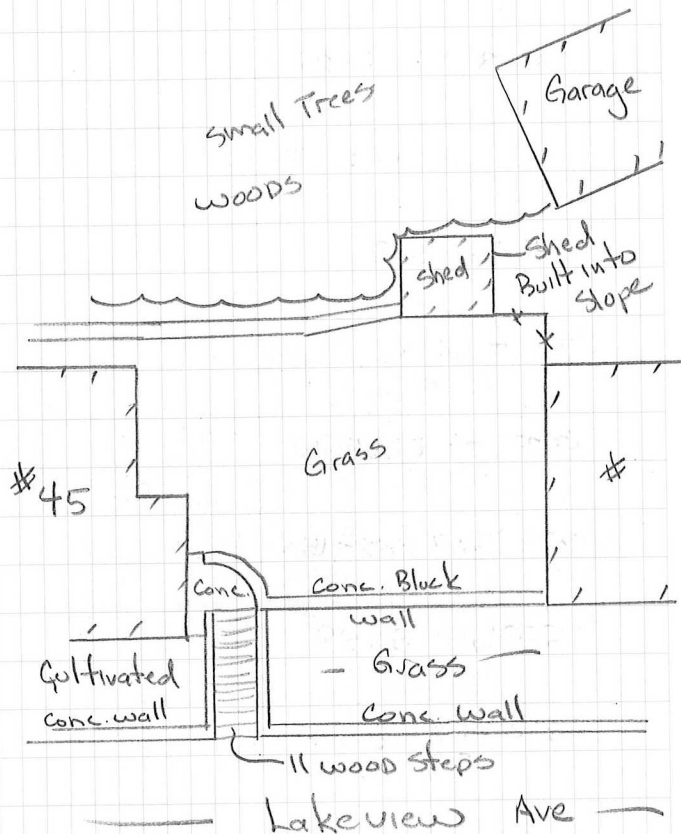 Small Trees
WOODS
Garage
Shed
Shed
Built into
Slope
Grass
#45
#
Conc.
Conc. Block
wall
Cultivated
Conc. wall
Grass
Conc. Wall
11 wood steps
Lakeview Ave